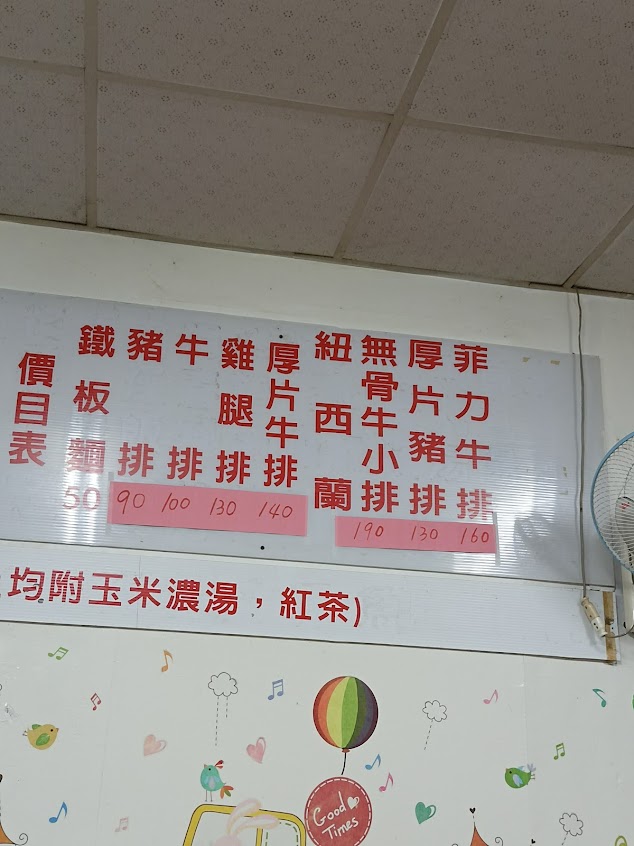 價目表
鐵板麵 50
豬排 90
牛排 100
雞腿排 130
厚片牛排 140
紐西蘭
無骨牛小排 190
厚片豬排 130
菲力牛排 160
均附玉米濃湯，紅茶)
Good
Times